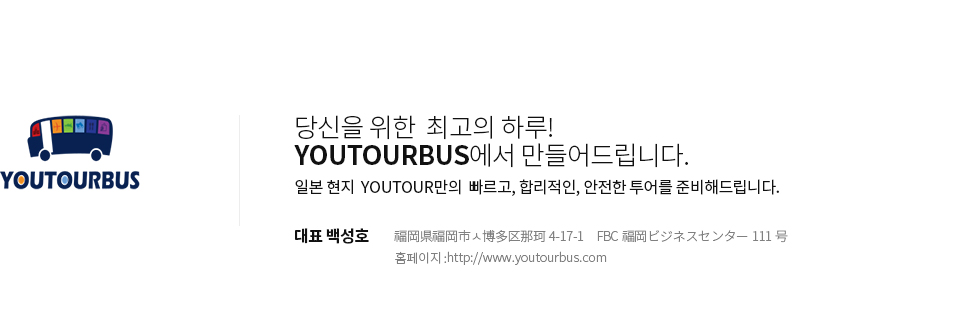 당신을 위한 최고의 하루!
YOUTOURBUS에서 만들어드립니다.
YOUTOURBUS
일본 현지 YOUTOUR만의 빠르고, 합리적인, 안전한 투어를 준비해드립니다.
대표 백성호 福岡県福岡市ㅅ博多区那珂 4-17-1 FBC 福岡ビジネスセンター 111 号
홈페이지 :http://www.youtourbus.com